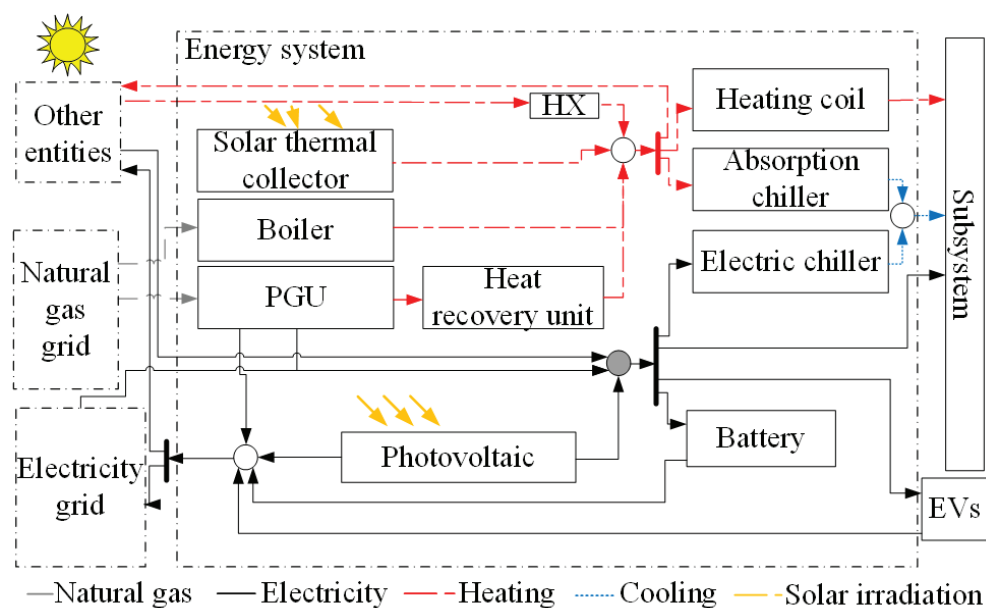 Energy system
Other
entities
HX
Heating coil
Solar thermal
collector
Absorption
chiller
Boiler
Natural
gas
grid
PGU
Heat
recovery unit
Electric chiller
Subsystem
Photovoltaic
Battery
Electricity
grid
EVs
Natural gas
Electricity
Heating
Cooling
Solar irradiation